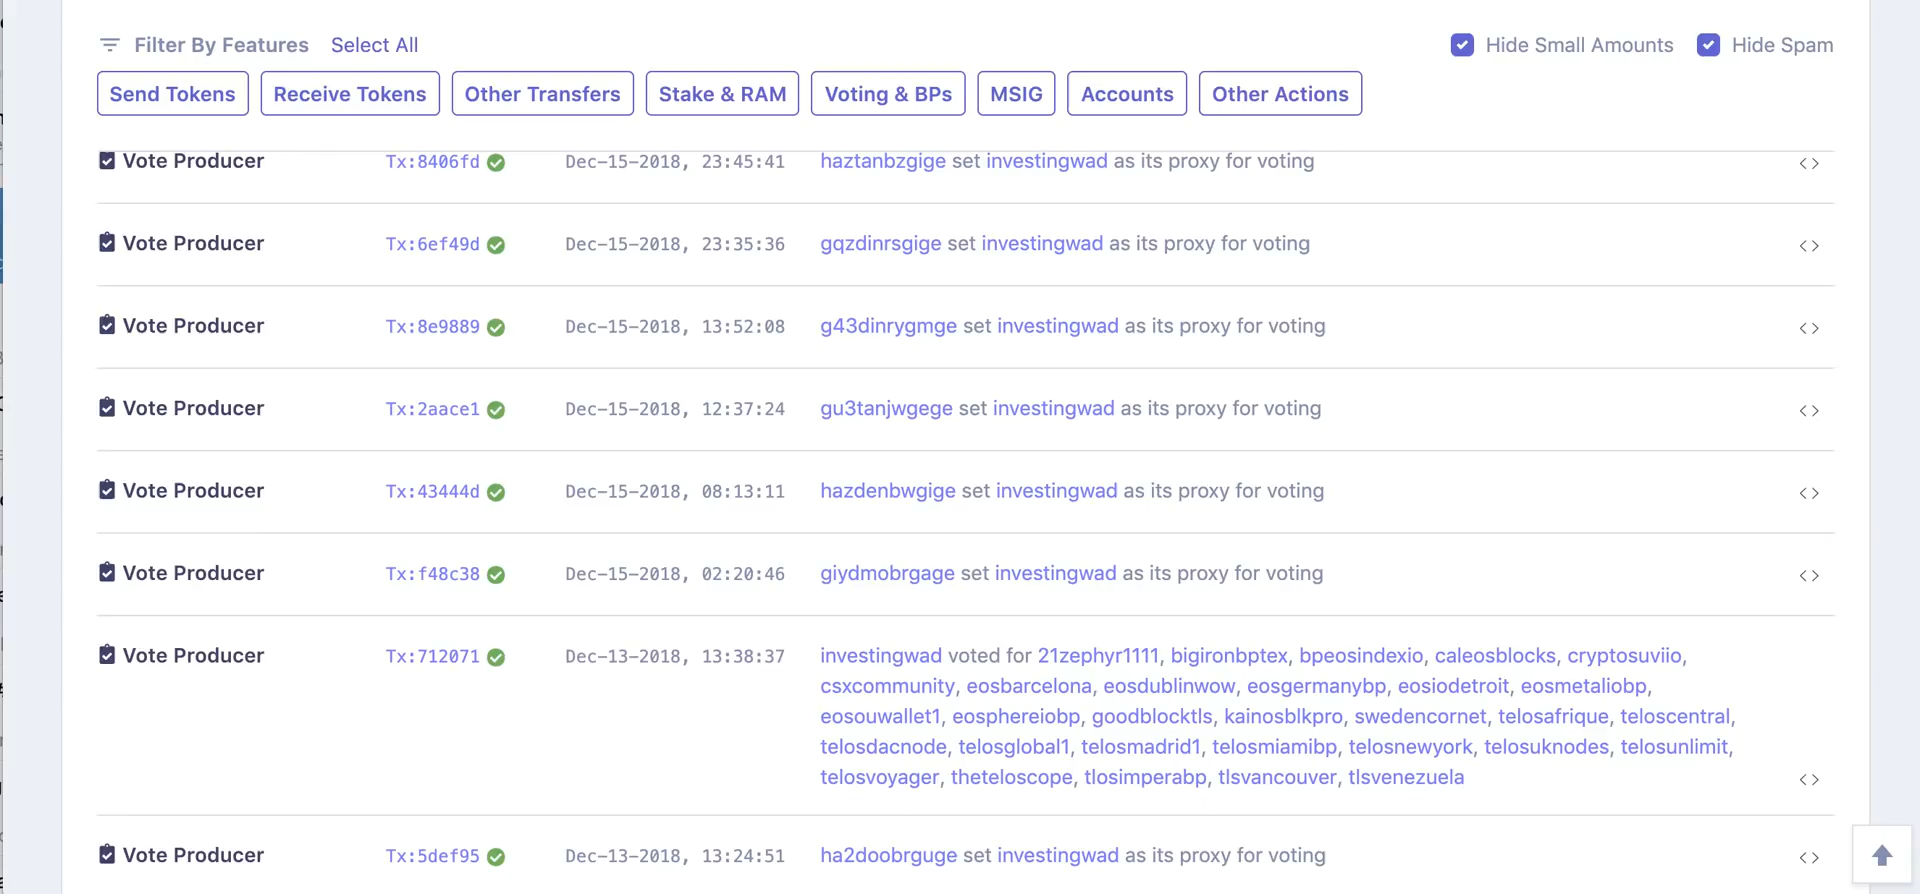 Filter By Features Select All Hide Small Amounts Hide Spam
Send Tokens Receive Tokens Other Transfers Stake & RAM Voting & BPs MSIG Accounts Other Actions
Vote Producer Tx:8406fd Dec-15-2018, 23:45:41 haztanbzgige set investingwad as its proxy for voting <>
Vote Producer Tx:6ef49d Dec-15-2018, 23:35:36 gqzdinrsgige set investingwad as its proxy for voting <>
Vote Producer Tx:8e9889 Dec-15-2018, 13:52:08 g43dinrygmge set investingwad as its proxy for voting <>
Vote Producer Tx:2aace1 Dec-15-2018, 12:37:24 gu3tanjwgege set investingwad as its proxy for voting <>
Vote Producer Tx:43444d Dec-15-2018, 08:13:11 hazdenbwgige set investingwad as its proxy for voting <>
Vote Producer Tx:f48c38 Dec-15-2018, 02:20:46 giydmobrgage set investingwad as its proxy for voting <>
Vote Producer Tx:712071 Dec-13-2018, 13:38:37 investingwad voted for 21zephyr1111, bigironbptex, bpeosindexio, caleosblocks, cryptosuviio,
csxcommunity, eosbarcelona, eosdublinwow, eosgermanybp, eosiodetroit, eosmetaliobp,
eosouwallet1, eosphereiobp, goodblocktls, kainosblkpro, swedencornet, telosafrique, teloscentral,
telosdacnode, telosglobal1, telosmadrid1, telosmiamibp, telosnewyork, telosuknodes, telosunlimit,
telosvoyager, theteloscope, tlosimperabp, tlsvancouver, tlsvenezuela <>
Vote Producer Tx:5def95 Dec-13-2018, 13:24:51 ha2doobrguge set investingwad as its proxy for voting <>